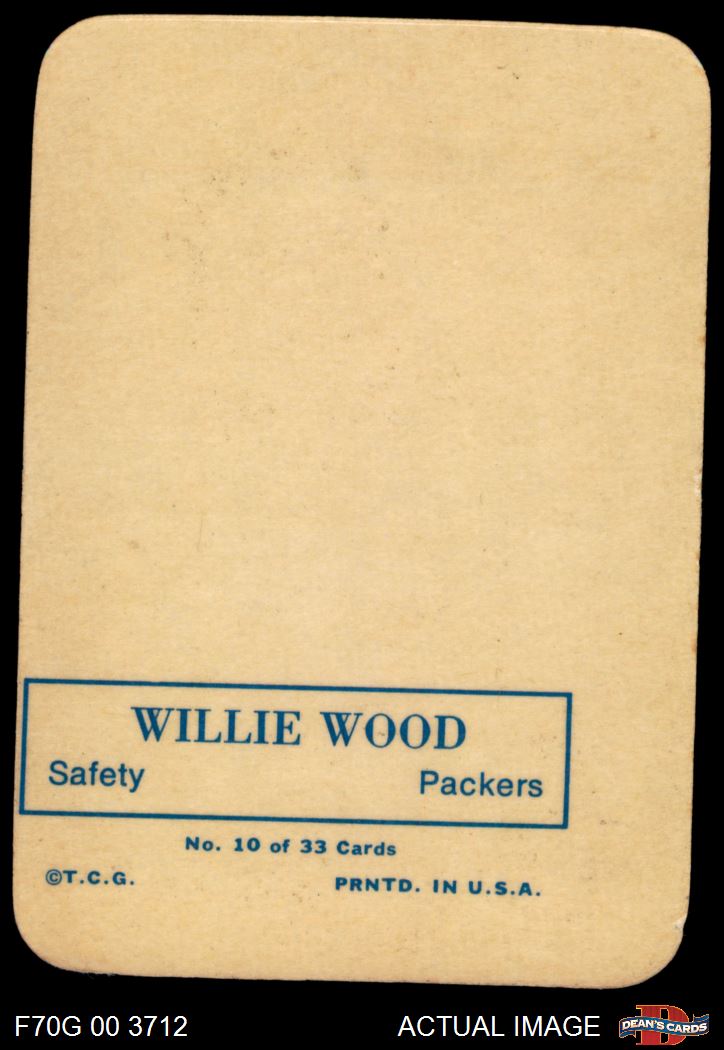 WILLIE WOOD
Safety Packers
No. 10 of 33 Cards
©T.C.G. PRNTD. IN U.S.A.
F70G 00 3712 ACTUAL IMAGE D DEAN'S CARDS